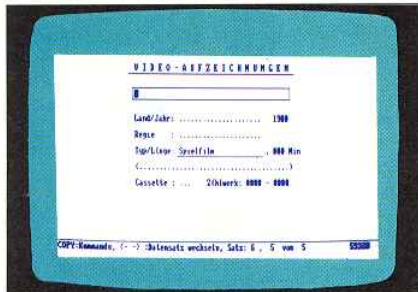 VIDEO-AUFZEICHNUNGEN
Land/Jahr: .................... 1900
Regie : ....................
Typ/Länge: Spielfilm , 000 Min
(........................................)
Cassette : ... Zählwerk: 0000 - 0000
COPY:Kommando, <- -> :Datensatz wechseln, Satz: 6 , 5 von 5